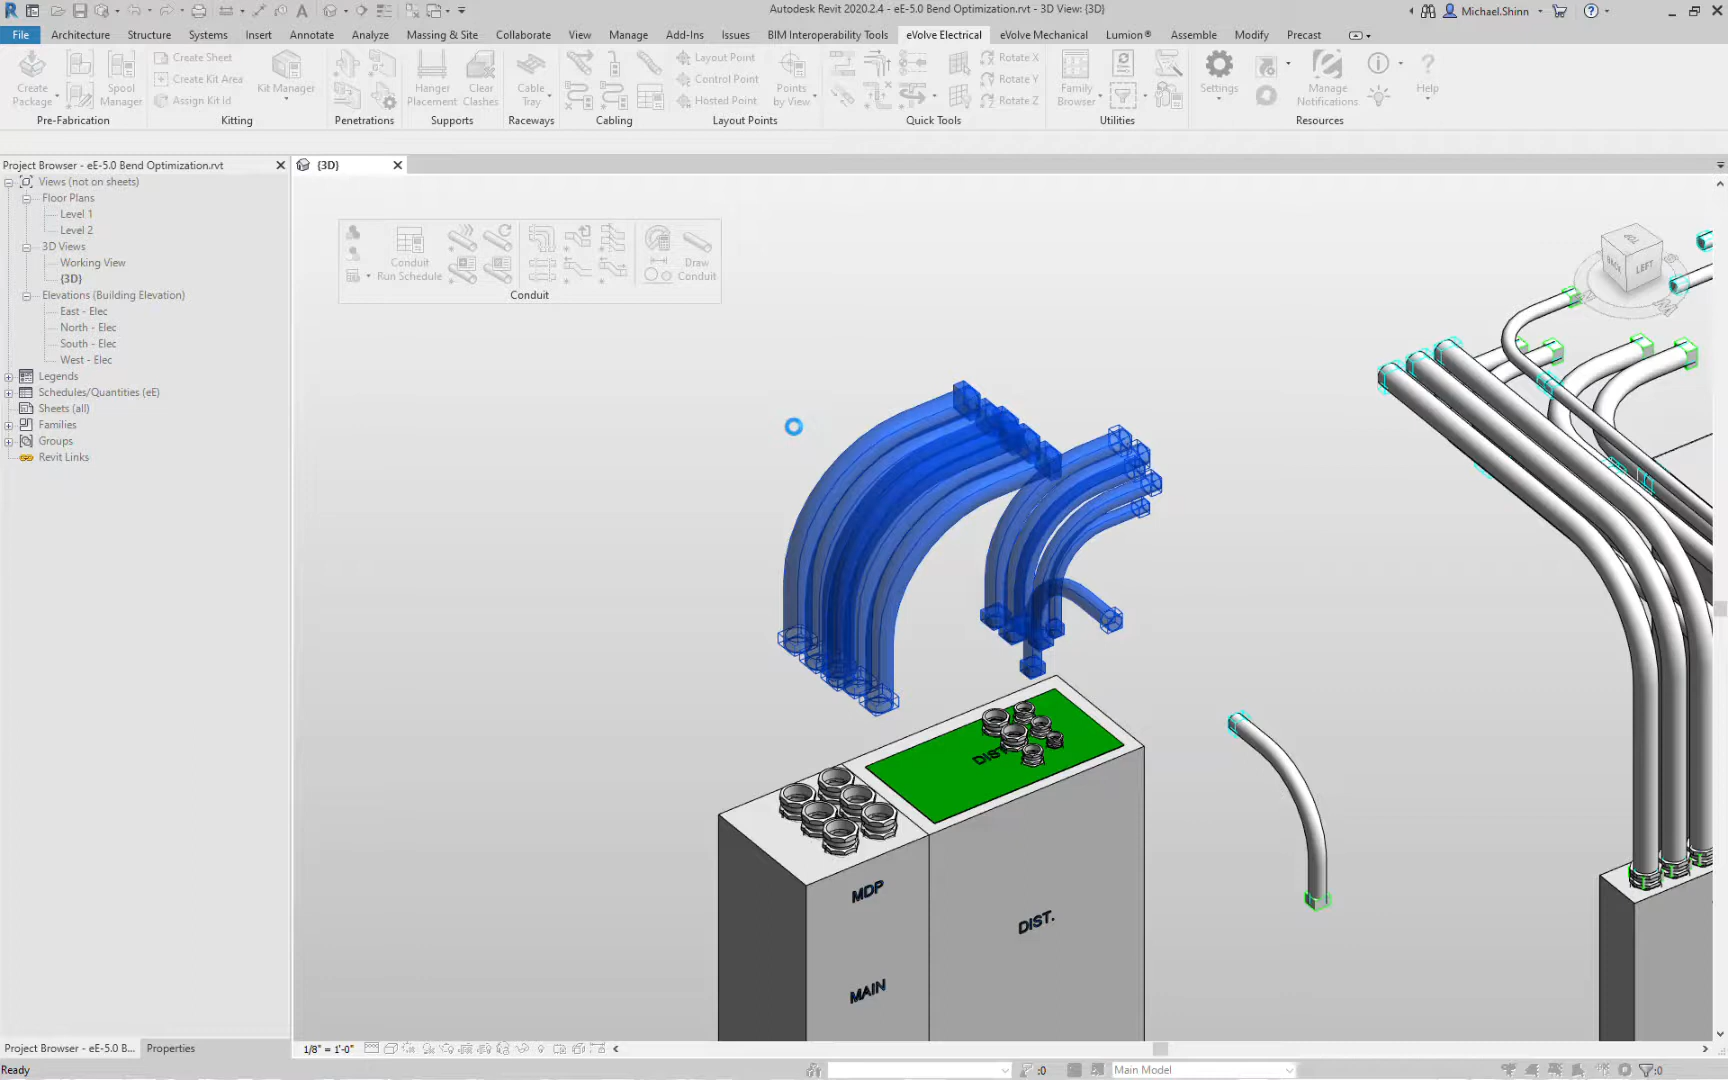 Autodesk Revit 2020.2.4 - eE-5.0 Bend Optimization.rvt - 3D View: {3D}
Michael.Shinn
File Architecture Structure Systems Insert Annotate Analyze Massing & Site Collaborate View Manage Add-Ins Issues BIM Interoperability Tools eVolve Electrical eVolve Mechanical Lumion® Assemble Modify Precast
Create Package
Spool Manager
Pre-Fabrication
Create Sheet
Create Kit Area
Assign Kit Id
Kit Manager
Kitting
Penetrations
Hanger Placement
Clear Clashes
Supports
Cable Tray
Raceways
Cabling
Layout Point
Control Point
Hosted Point
Points by View
Layout Points
Rotate X
Rotate Y
Rotate Z
Quick Tools
Family Browser
Utilities
Settings
Manage Notifications
Help
Resources
Project Browser - eE-5.0 Bend Optimization.rvt
{3D}
Views (not on sheets)
Floor Plans
Level 1
Level 2
3D Views
Working View
{3D}
Elevations (Building Elevation)
East - Elec
North - Elec
South - Elec
West - Elec
Legends
Schedules/Quantities (eE)
Sheets (all)
Families
Groups
Revit Links
Conduit Run Schedule
Draw Conduit
Conduit
TOP
BACK
LEFT
MDP
MAIN
DIST.
Project Browser - eE-5.0 B...
Properties
1/8" = 1'-0"
Ready
:0
Main Model
:0